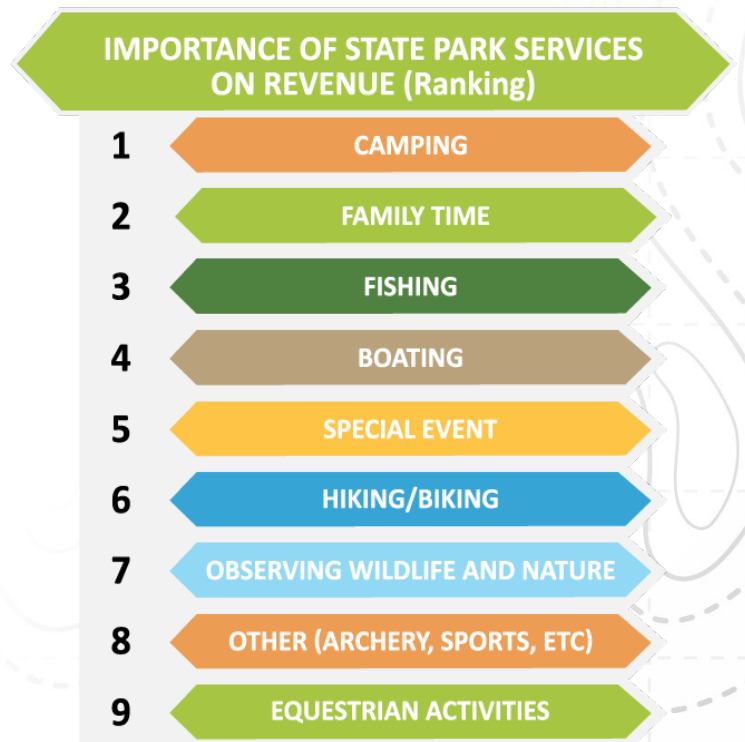 IMPORTANCE OF STATE PARK SERVICES
ON REVENUE (Ranking)
1 CAMPING
2 FAMILY TIME
3 FISHING
4 BOATING
5 SPECIAL EVENT
6 HIKING/BIKING
7 OBSERVING WILDLIFE AND NATURE
8 OTHER (ARCHERY, SPORTS, ETC)
9 EQUESTRIAN ACTIVITIES